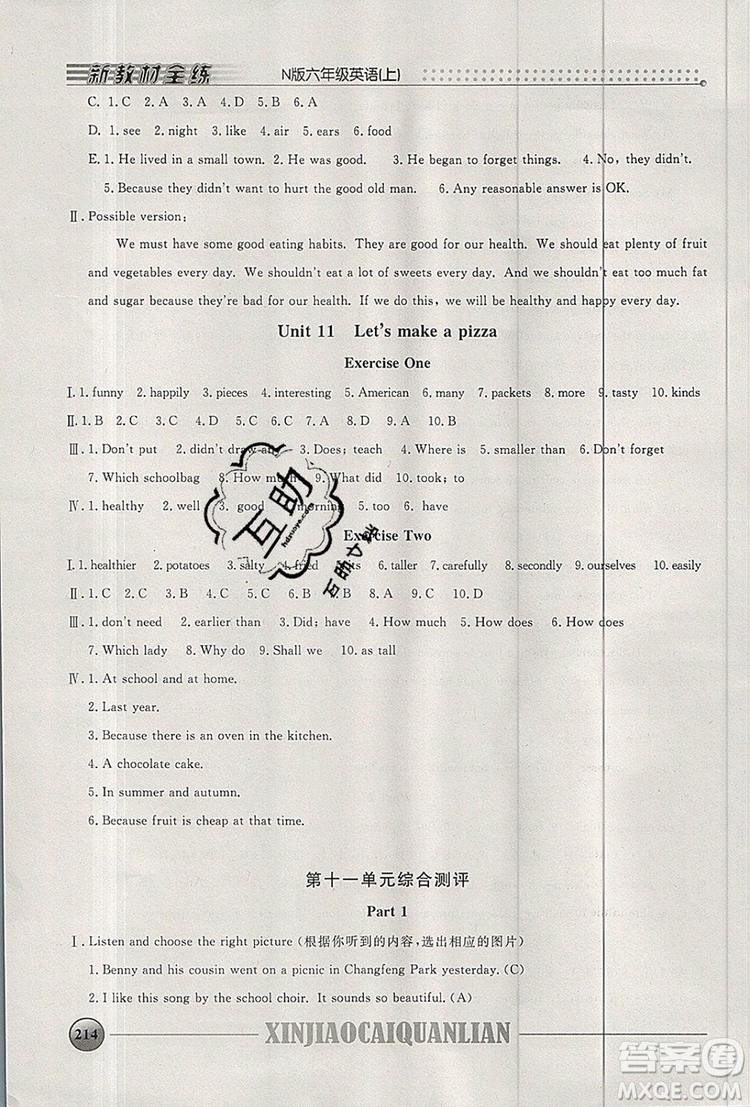 新教材全练
N版六年级英语(上)
C. 1. C 2. A 3. A 4. D 5. D 6. A
D. 1. see 2. night 3. like 4. air 5. ears 6. food
E. 1. He lived in a small town. 2. He was good. 3. He began to forget things. 4. No, they didn't.
5. Because they didn't want to hurt the good old man. 6. Any reasonable answer is OK.
Ⅱ. Possible version:
We must have some good eating habits. They are good for our health. We should eat plenty of fruit
and vegetables every day. We shouldn't eat a lot of sweets every day. And we shouldn't eat too much fat
and sugar because they're bad for our health. If we do this, we will be healthy and happy every day.
Unit 11 Let's make a pizza
Exercise One
Ⅰ. 1. funny 2. happily 3. pieces 4. interesting 5. American 6. many 7. packets 8. more 9. tasty 10. kinds
Ⅱ. 1. B 2. C 3. D 4. D 5. B 6. B 7. A 8. D 9. A 10. B
Ⅲ. 1. Don't put 2. didn't draw any 3. Does; teach 4. Where is 5. smaller than 6. Don't forget
7. Which schoolbag 8. How much 9. What did 10. took; to
Ⅳ. 1. healthy 2. well 3. good 4. morning 5. too 6. have
Exercise Two
Ⅰ. 1. healthier 2. potatoes 3. salty 4. fried 5. its 6. taller 7. carefully 8. secondly 9. ourselves 10. easily
Ⅱ. 1. C 2. C 3. A 4. D 5. D 6. C 7. A 8. D 9. C 10. D
Ⅲ. 1. don't need 2. earlier than 3. Did; have 4. How much 5. How does 6. How does
7. Which lady 8. Why do 9. Shall we 10. as tall
Ⅳ. 1. At school and at home.
2. Last year.
3. Because there is an oven in the kitchen.
4. A chocolate cake.
5. In summer and autumn.
6. Because fruit is cheap at that time.
第十一单元综合测评
Part 1
Ⅰ. Listen and choose the right picture(根据你听到的内容,选出相应的图片)
1. Benny and his cousin went on a picnic in Changfeng Park yesterday. (C)
2. I like this song by the school choir. It sounds so beautiful. (A)
214
XINJIAOCAIQUANLIAN
互助
hdzuoye.com
答案卷
MXQE.COM